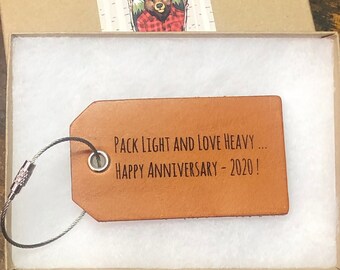 Pack Light and Love Heavy ...
Happy Anniversary - 2020 !